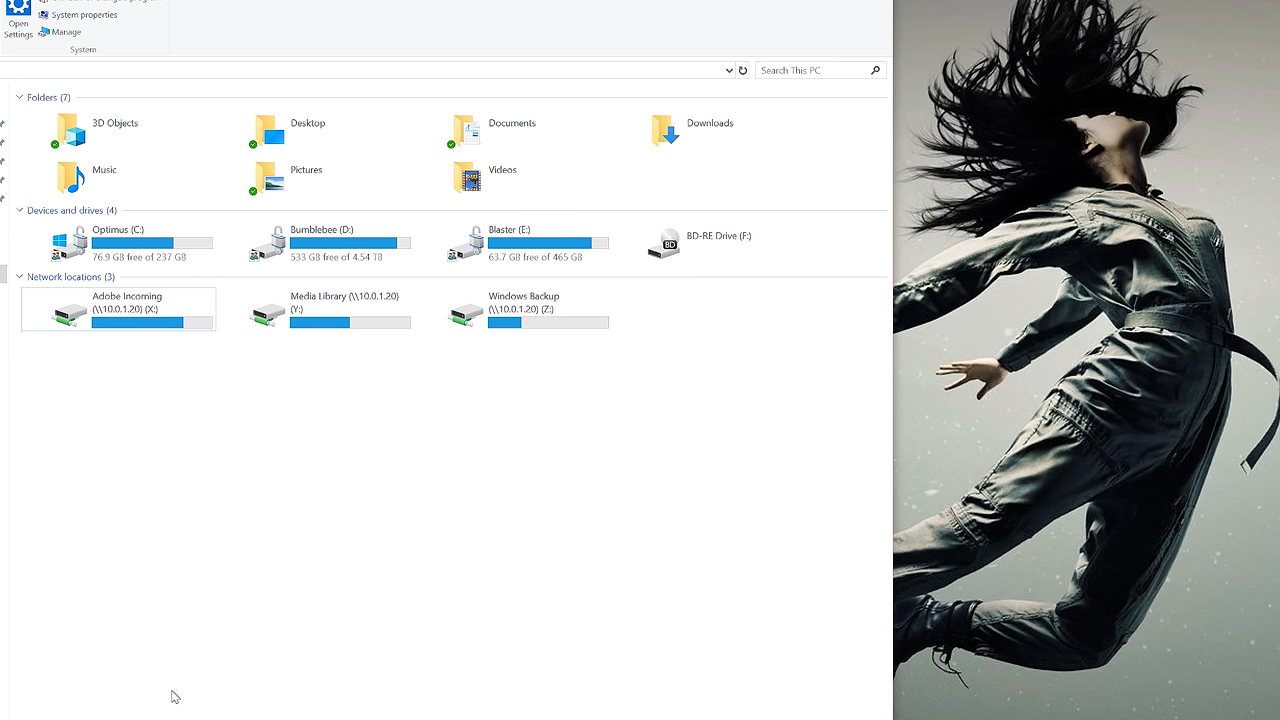 Open
Settings
System properties
Manage
System
Search This PC
Folders (7)
3D Objects
Desktop
Documents
Downloads
Music
Pictures
Videos
Devices and drives (4)
Optimus (C:)
76.9 GB free of 237 GB
Bumblebee (D:)
533 GB free of 4.54 TB
Blaster (E:)
63.7 GB free of 465 GB
BD
BD-RE Drive (F:)
Network locations (3)
Adobe Incoming
(\\10.0.1.20) (X:)
Media Library (\\10.0.1.20)
(Y:)
Windows Backup
(\\10.0.1.20) (Z:)